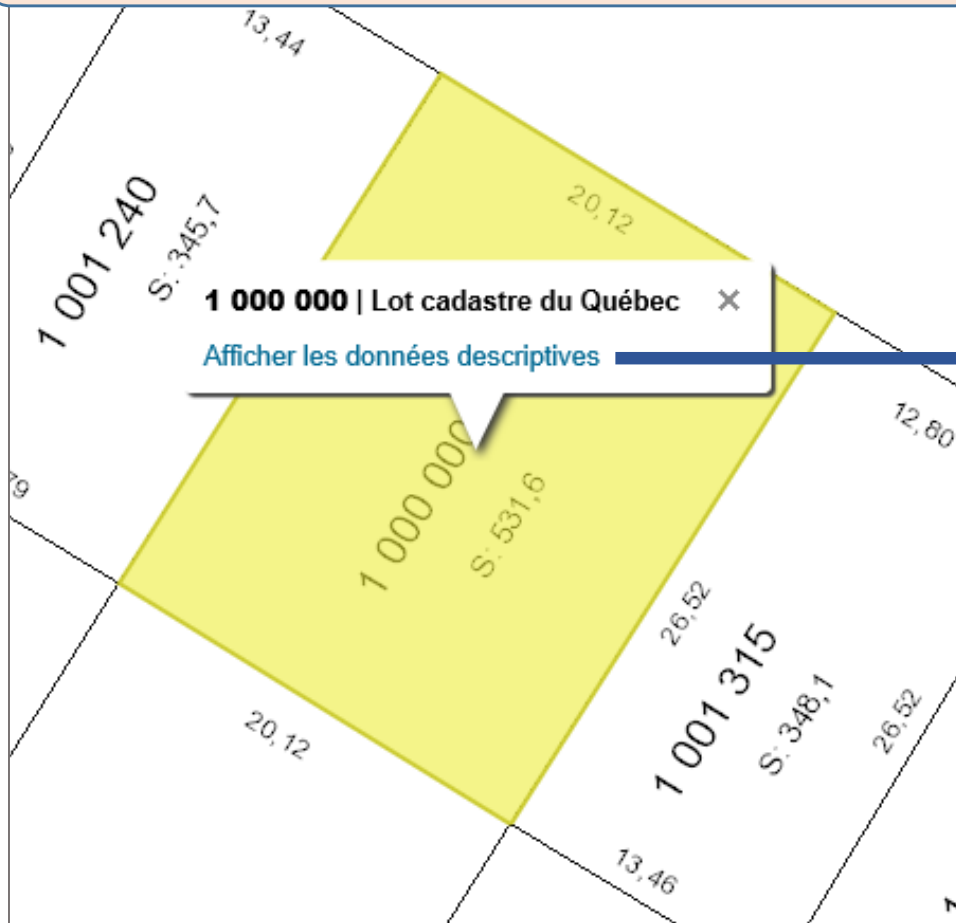 13,44
1 001 240
S: 345,7
20,12
1 000 000 | Lot cadastre du Québec ×
Afficher les données descriptives
12,80
79
1 000 000
S: 531,6
26,52
1 001 315
S: 348,1
26,52
20,12
13,46